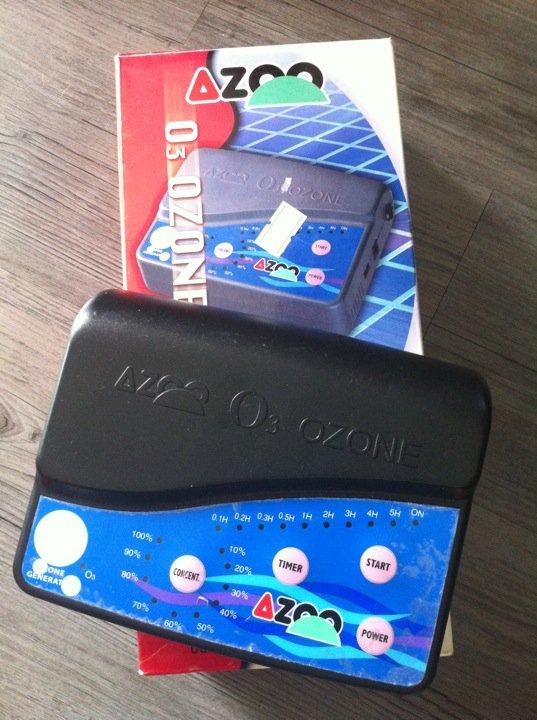 AZOO
O3 OZONE
AZOO O3 OZONE
START
POWER
AZOO
AZOO O3 OZONE
0.1H 0.2H 0.3H 0.5H 1H 2H 3H 4H 5H ON
100%
90%
80%
70%
60%
50%
40%
30%
20%
10%
O3
GENERAT
CONCENT.
TIMER
START
AZOO
POWER